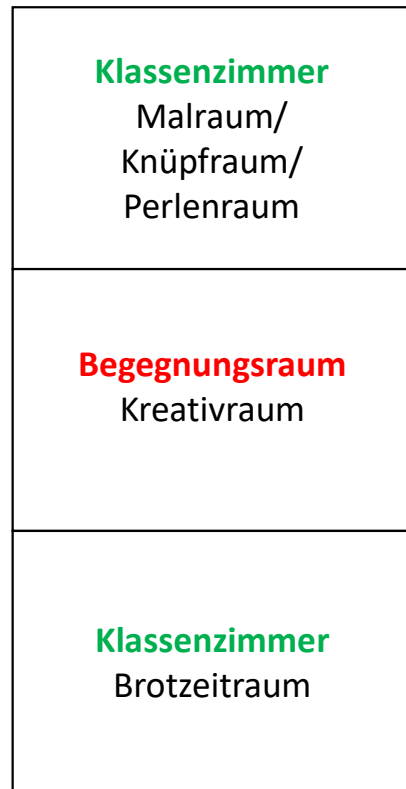 Klassenzimmer
Malraum/
Knüpfraum/
Perlenraum
Begegnungsraum
Kreativraum
Klassenzimmer
Brotzeitraum